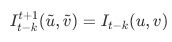 $I_{t-k}^{t+1}(\tilde{u}, \tilde{v}) = I_{t-k}(u, v)$